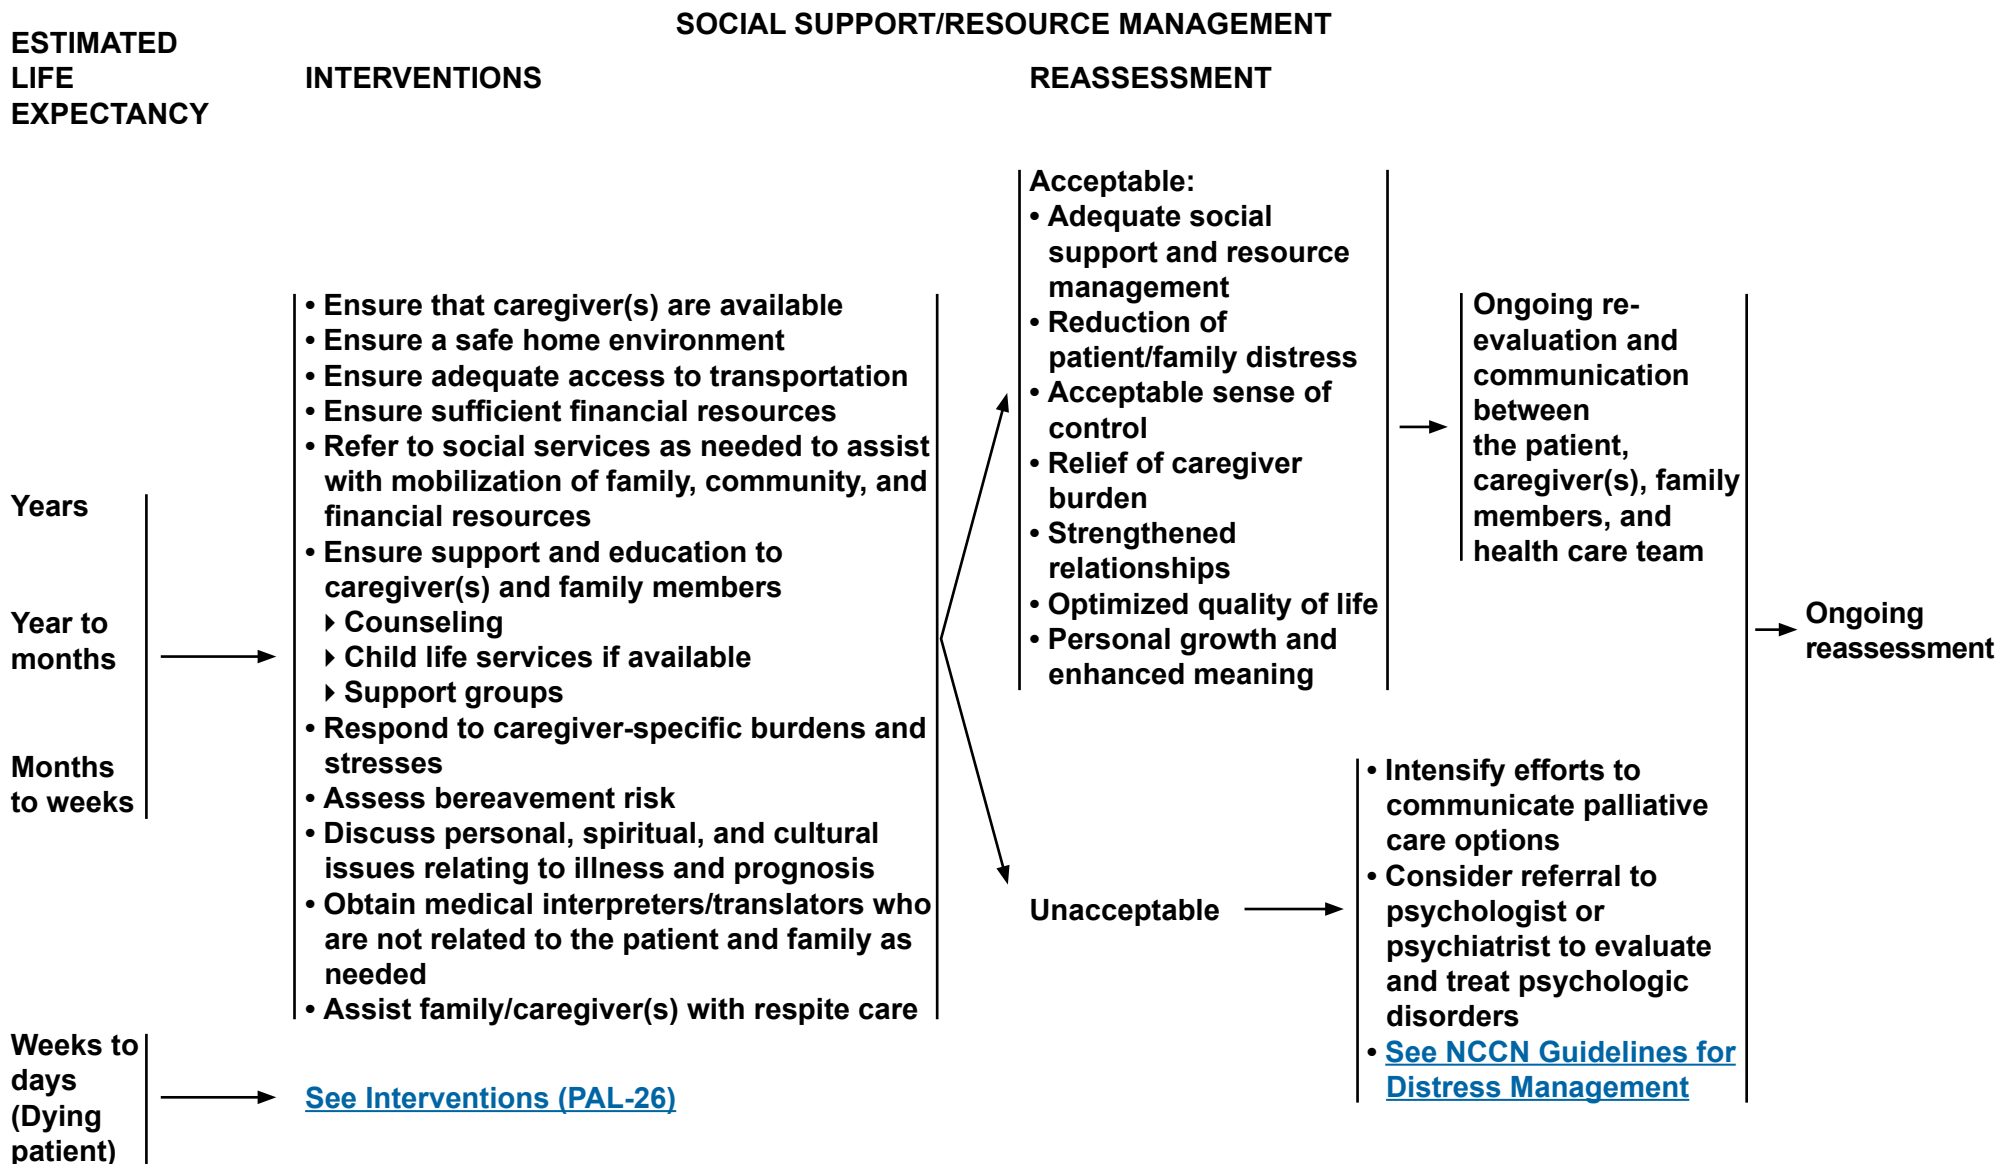 SOCIAL SUPPORT/RESOURCE MANAGEMENT
ESTIMATED
LIFE
EXPECTANCY
INTERVENTIONS
REASSESSMENT
Years
Year to
months
Months
to weeks
• Ensure that caregiver(s) are available
• Ensure a safe home environment
• Ensure adequate access to transportation
• Ensure sufficient financial resources
• Refer to social services as needed to assist
with mobilization of family, community, and
financial resources
• Ensure support and education to
caregiver(s) and family members
▸ Counseling
▸ Child life services if available
▸ Support groups
• Respond to caregiver-specific burdens and
stresses
• Assess bereavement risk
• Discuss personal, spiritual, and cultural
issues relating to illness and prognosis
• Obtain medical interpreters/translators who
are not related to the patient and family as
needed
• Assist family/caregiver(s) with respite care
Acceptable:
• Adequate social
support and resource
management
• Reduction of
patient/family distress
• Acceptable sense of
control
• Relief of caregiver
burden
• Strengthened
relationships
• Optimized quality of life
• Personal growth and
enhanced meaning
Ongoing re-
evaluation and
communication
between
the patient,
caregiver(s), family
members, and
health care team
Unacceptable
• Intensify efforts to
communicate palliative
care options
• Consider referral to
psychologist or
psychiatrist to evaluate
and treat psychologic
disorders
• See NCCN Guidelines for
Distress Management
Ongoing
reassessment
Weeks to
days
(Dying
patient)
See Interventions (PAL-26)